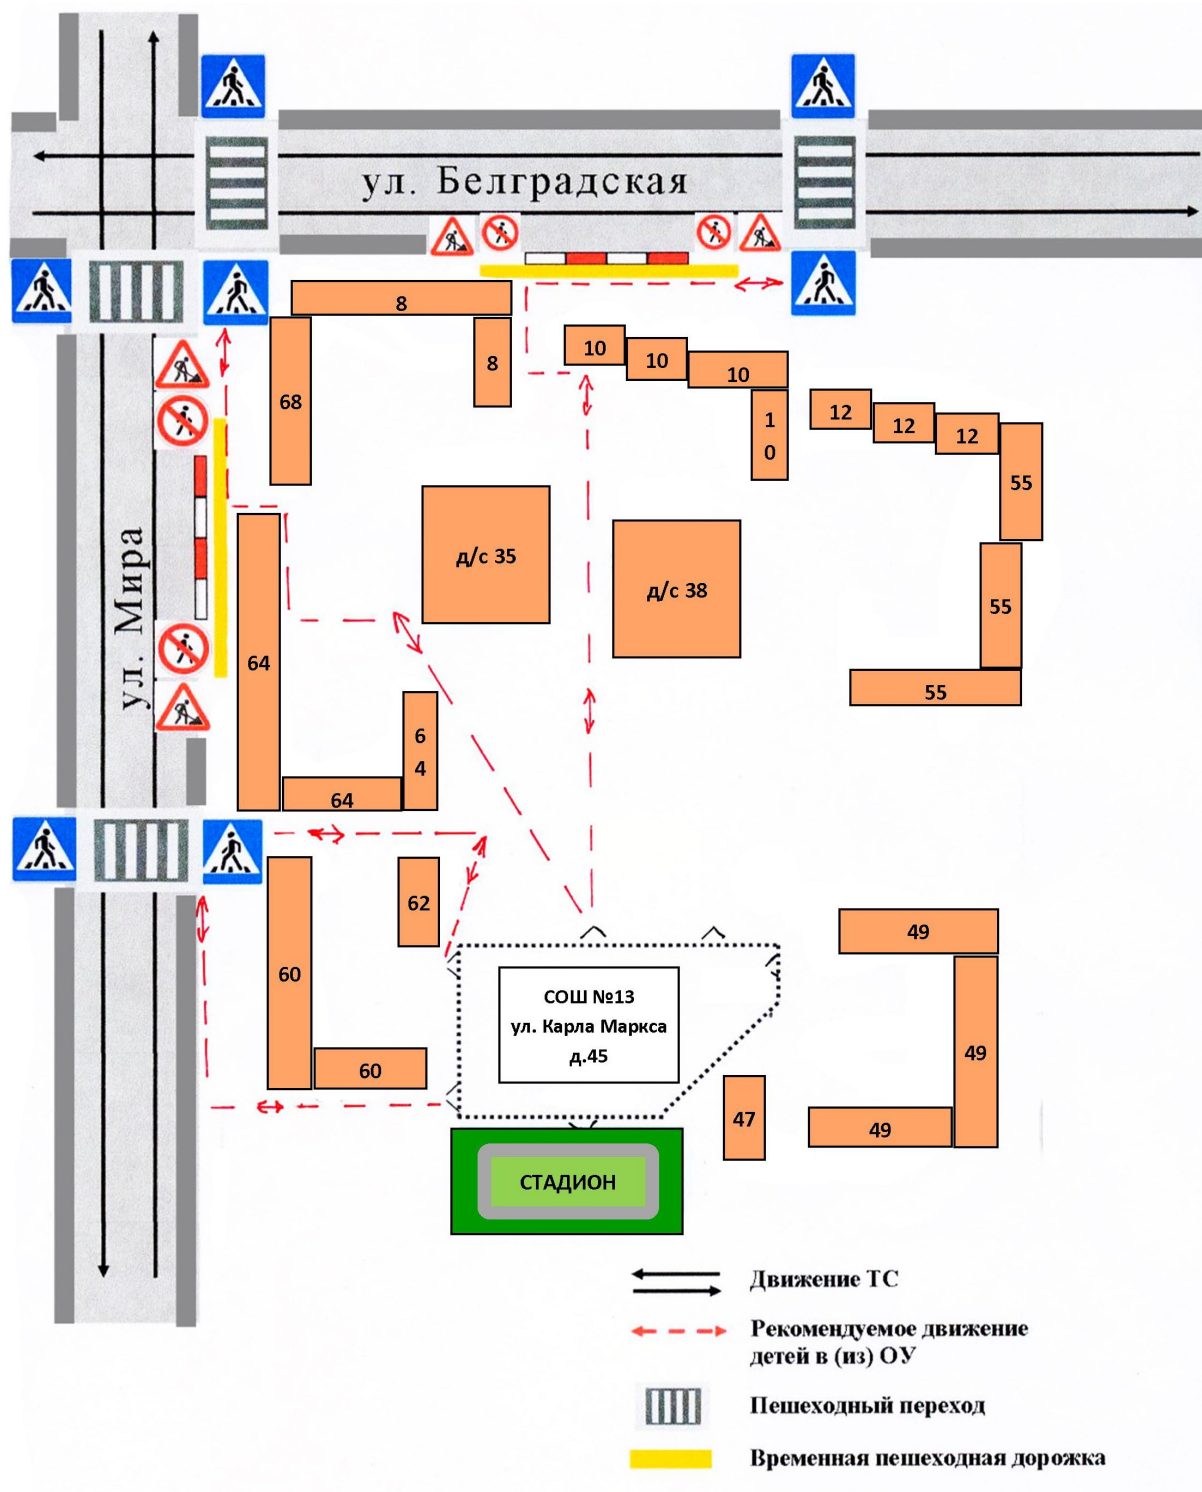 ул. Белградская
8
8
68
10
10
10
1
0
12
12
12
55
55
55
д/с 35
д/с 38
ул. Мира
64
6
4
64
62
60
60
СОШ №13
ул. Карла Маркса
д.45
49
49
49
47
СТАДИОН
Движение ТС
Рекомендуемое движение
детей в (из) ОУ
Пешеходный переход
Временная пешеходная дорожка